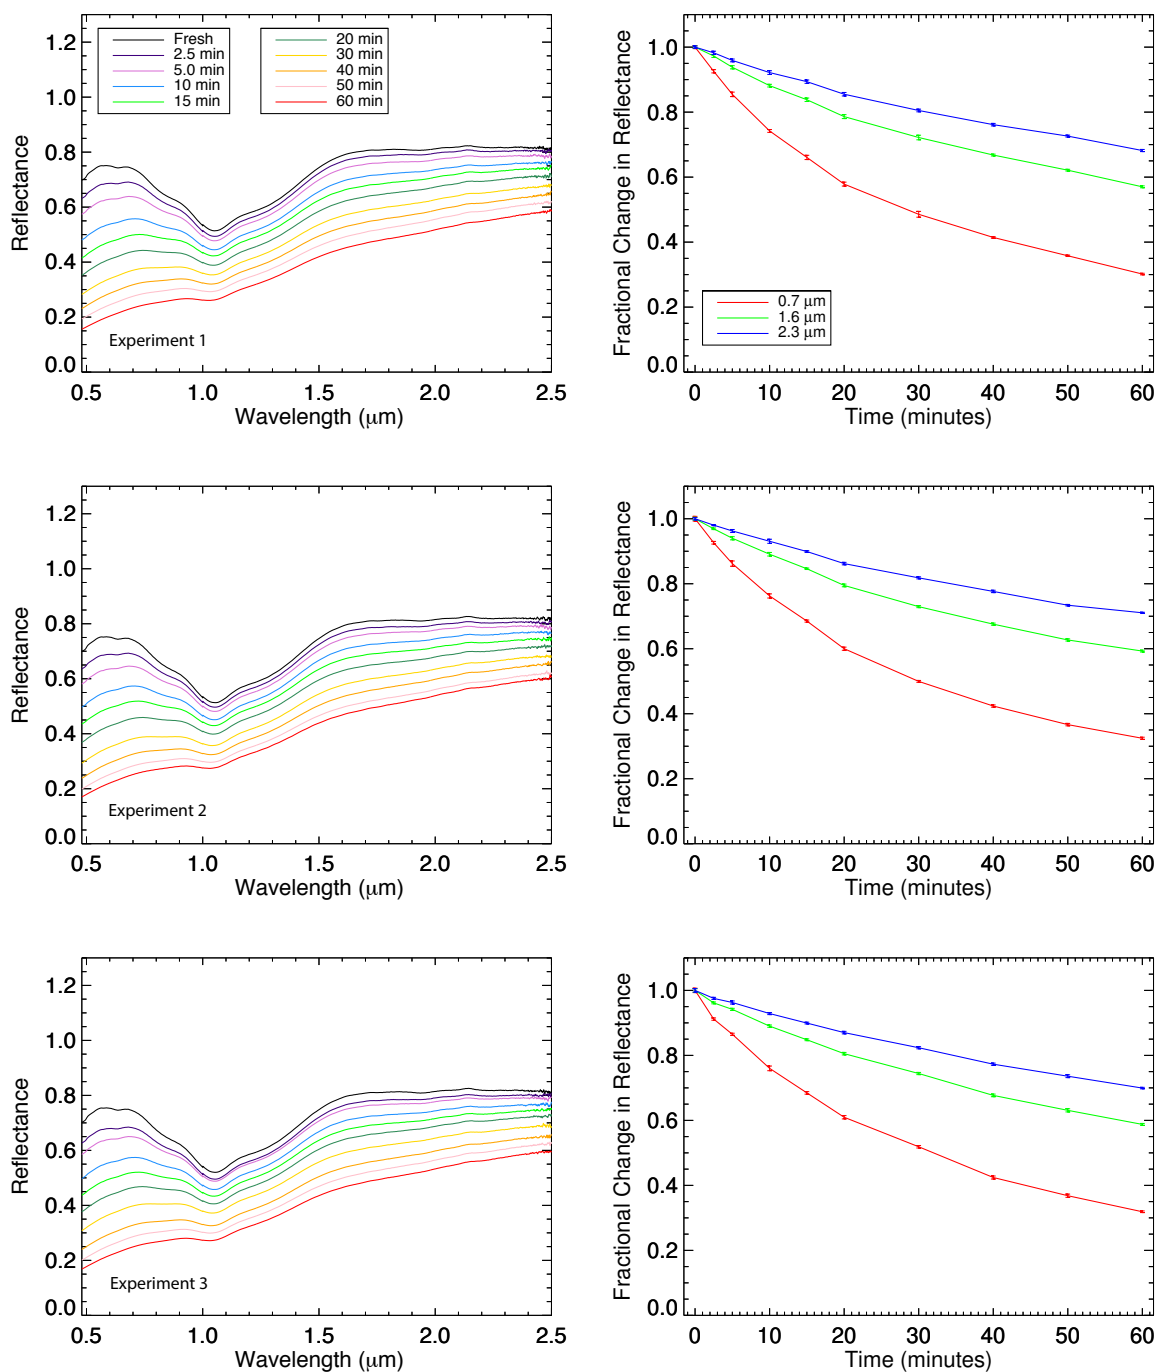 Fresh
2.5 min
5.0 min
10 min
15 min
20 min
30 min
40 min
50 min
60 min
1.2
1.0
0.8
0.6
0.4
0.2
0.0
Reflectance
Experiment 1
0.5 1.0 1.5 2.0 2.5
Wavelength (μm)
1.0
0.8
0.6
0.4
0.2
0.0
Fractional Change in Reflectance
0.7 μm
1.6 μm
2.3 μm
0 10 20 30 40 50 60
Time (minutes)
1.2
1.0
0.8
0.6
0.4
0.2
0.0
Reflectance
Experiment 2
0.5 1.0 1.5 2.0 2.5
Wavelength (μm)
1.0
0.8
0.6
0.4
0.2
0.0
Fractional Change in Reflectance
0 10 20 30 40 50 60
Time (minutes)
1.2
1.0
0.8
0.6
0.4
0.2
0.0
Reflectance
Experiment 3
0.5 1.0 1.5 2.0 2.5
Wavelength (μm)
1.0
0.8
0.6
0.4
0.2
0.0
Fractional Change in Reflectance
0 10 20 30 40 50 60
Time (minutes)